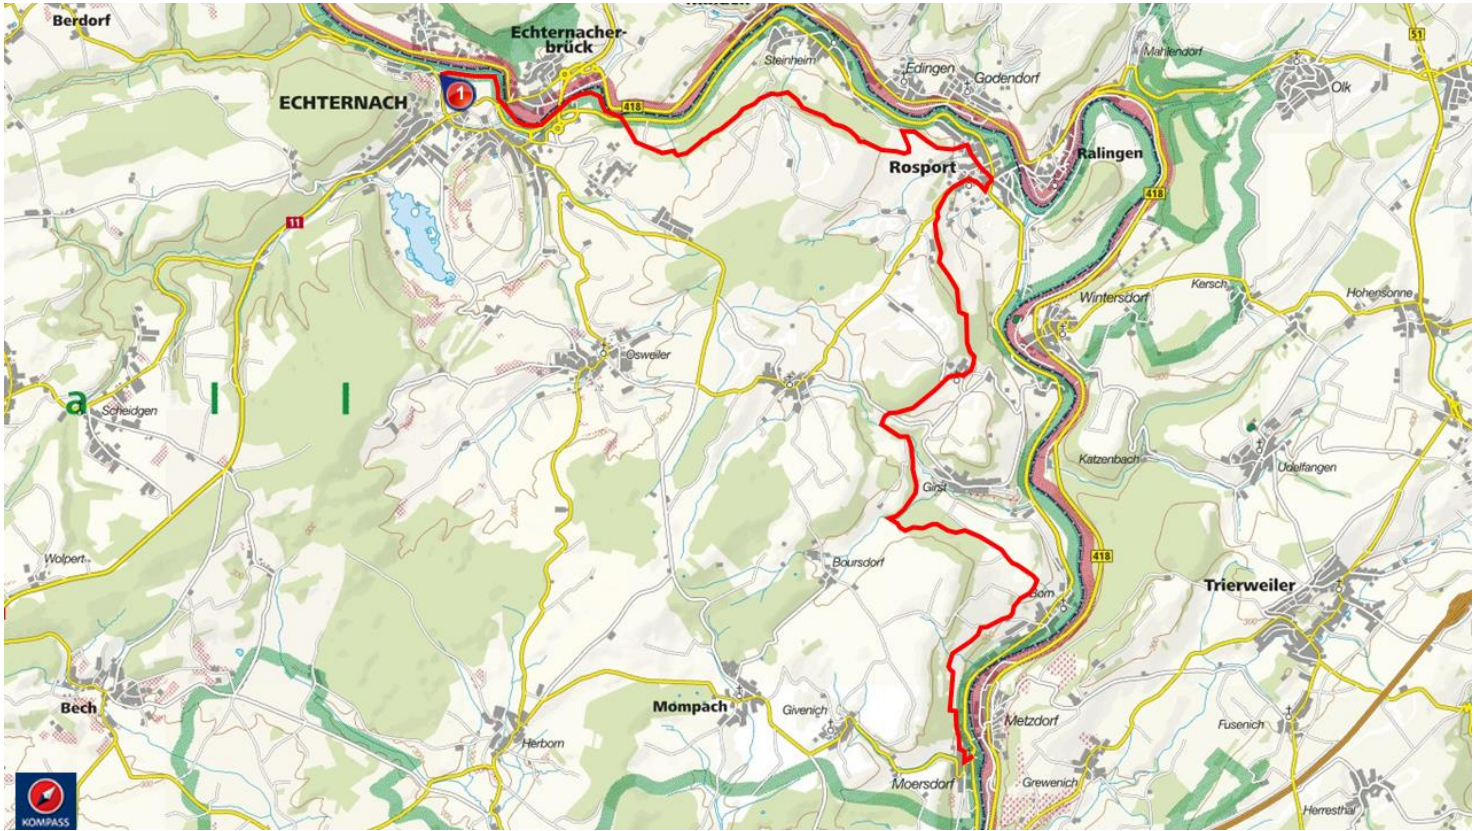 Berdorf
Echternacher-
brück
Steinheim
Edingen
Godendorf
Mahlendorf
51
Olk
ECHTERNACH
1
418
Rosport
Ralingen
418
11
Kersch
Hohensonne
Wintersdorf
Osweiler
a l l
Scheidgen
Katzenbach
Udelfangen
Girst
Wolpert
Boursdorf
418
Born
Trierweiler
Bech
Mompach
Givenich
Metzdorf
Fusenich
Herborn
Moersdorf
Grewenich
Herresthal
KOMPASS